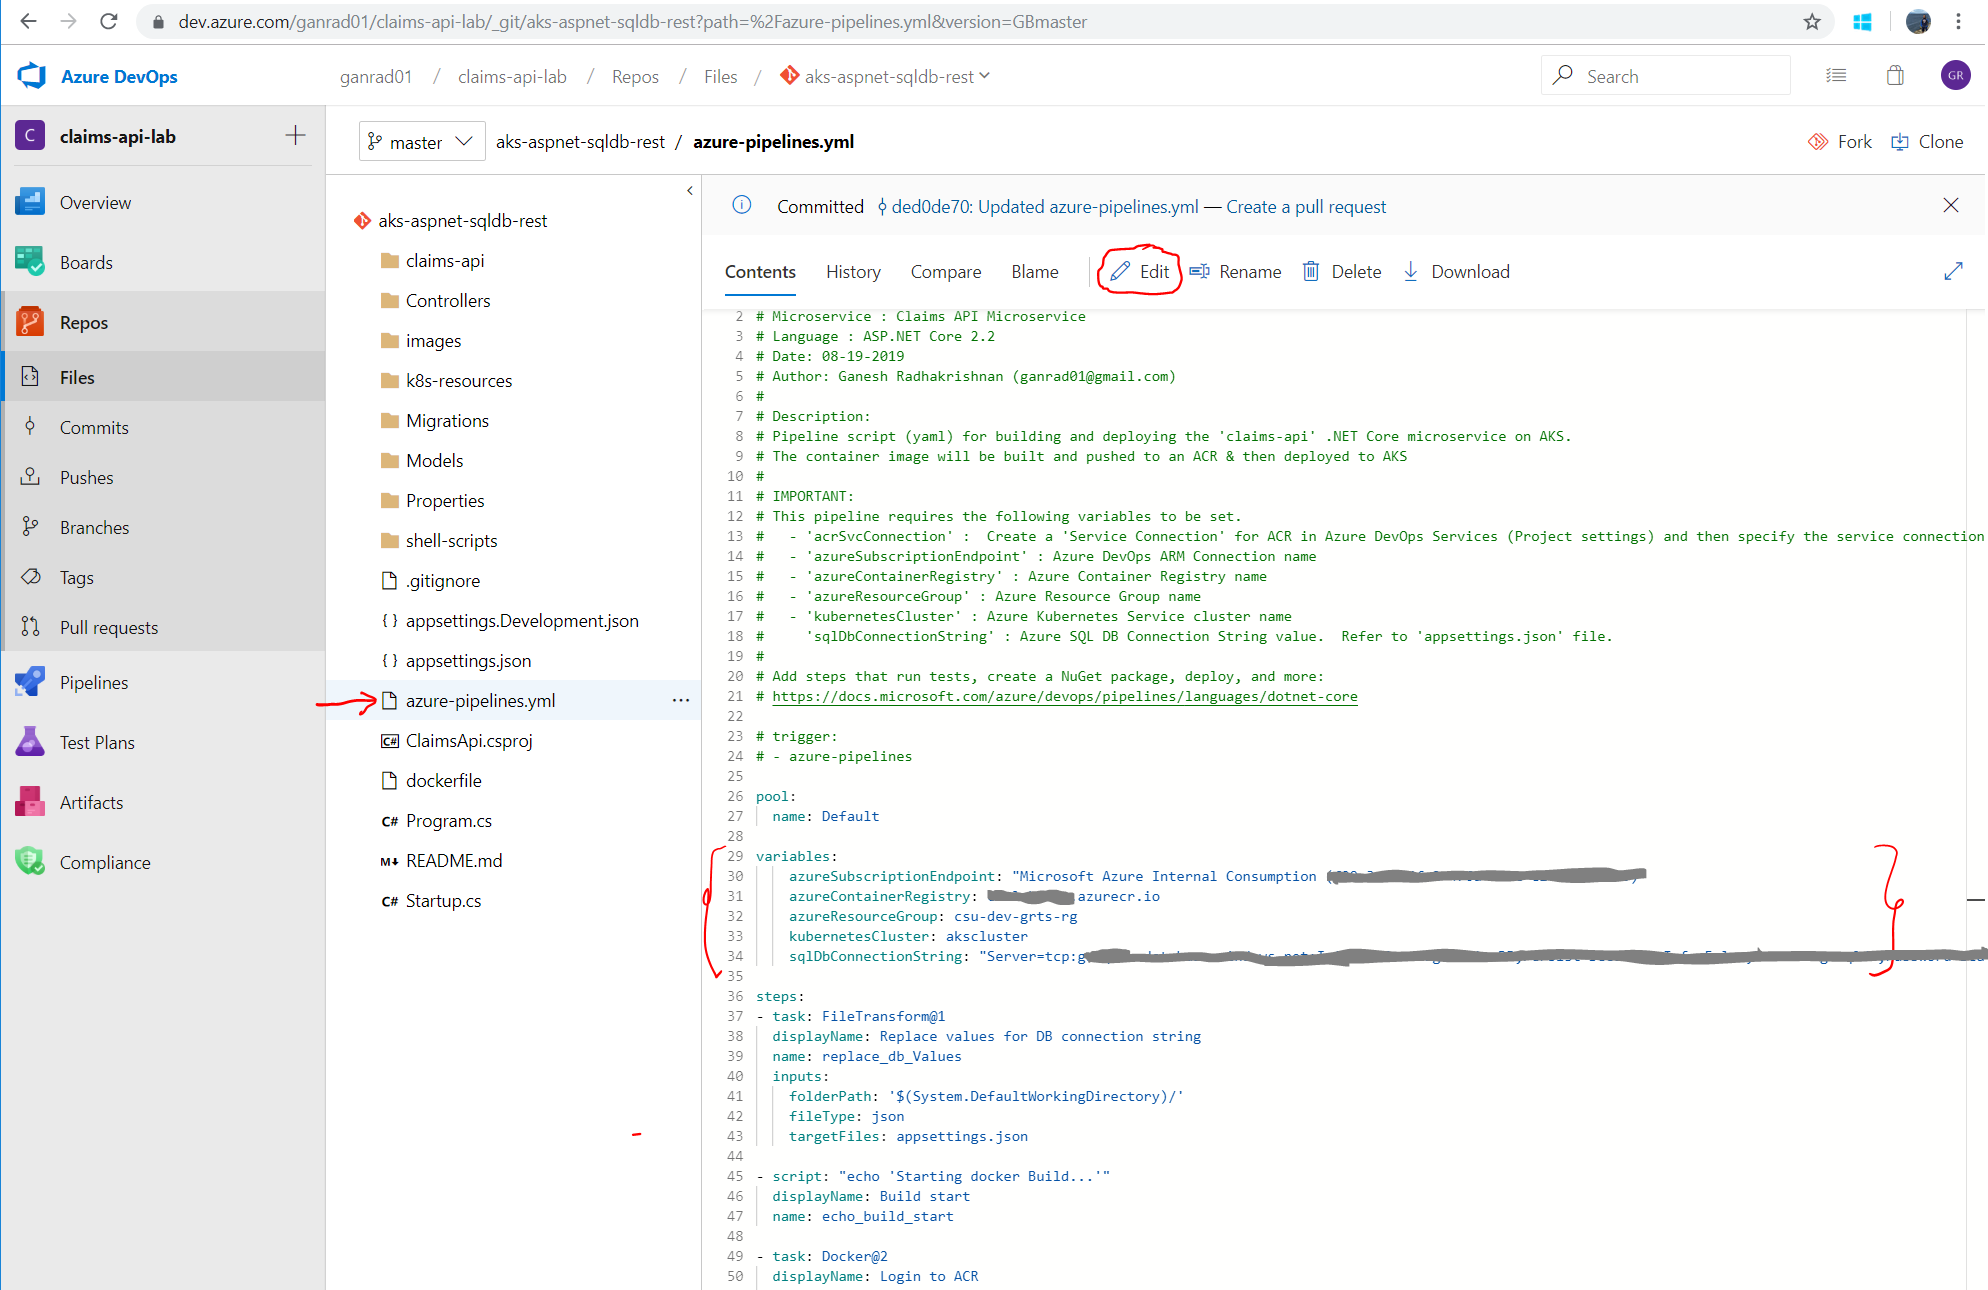 dev.azure.com/ganrad01/claims-api-lab/_git/aks-aspnet-sqldb-rest?path=%2Fazure-pipelines.yml&version=GBmaster
Azure DevOps
ganrad01 / claims-api-lab / Repos / Files / aks-aspnet-sqldb-rest
Search
GR
C claims-api-lab
Overview
Boards
Repos
Files
Commits
Pushes
Branches
Tags
Pull requests
Pipelines
Test Plans
Artifacts
Compliance
master aks-aspnet-sqldb-rest / azure-pipelines.yml
Fork Clone
aks-aspnet-sqldb-rest
claims-api
Controllers
images
k8s-resources
Migrations
Models
Properties
shell-scripts
.gitignore
{ } appsettings.Development.json
{ } appsettings.json
azure-pipelines.yml ...
C# ClaimsApi.csproj
dockerfile
C# Program.cs
M↓ README.md
C# Startup.cs
Committed ded0de70: Updated azure-pipelines.yml — Create a pull request
Contents History Compare Blame Edit Rename Delete Download
2 # Microservice : Claims API Microservice
3 # Language : ASP.NET Core 2.2
4 # Date: 08-19-2019
5 # Author: Ganesh Radhakrishnan (ganrad01@gmail.com)
6 #
7 # Description:
8 # Pipeline script (yaml) for building and deploying the 'claims-api' .NET Core microservice on AKS.
9 # The container image will be built and pushed to an ACR & then deployed to AKS
10 #
11 # IMPORTANT:
12 # This pipeline requires the following variables to be set.
13 # - 'acrSvcConnection' : Create a 'Service Connection' for ACR in Azure DevOps Services (Project settings) and then specify the service connection
14 # - 'azureSubscriptionEndpoint' : Azure DevOps ARM Connection name
15 # - 'azureContainerRegistry' : Azure Container Registry name
16 # - 'azureResourceGroup' : Azure Resource Group name
17 # - 'kubernetesCluster' : Azure Kubernetes Service cluster name
18 # 'sqlDbConnectionString' : Azure SQL DB Connection String value. Refer to 'appsettings.json' file.
19 #
20 # Add steps that run tests, create a NuGet package, deploy, and more:
21 # https://docs.microsoft.com/azure/devops/pipelines/languages/dotnet-core
22
23 # trigger:
24 # - azure-pipelines
25
26 pool:
27 name: Default
28
29 variables:
30 azureSubscriptionEndpoint: "Microsoft Azure Internal Consumption (
31 azureContainerRegistry: azurecr.io
32 azureResourceGroup: csu-dev-grts-rg
33 kubernetesCluster: akscluster
34 sqlDbConnectionString: "Server=tcp:g
35
36 steps:
37 - task: FileTransform@1
38 displayName: Replace values for DB connection string
39 name: replace_db_Values
40 inputs:
41 folderPath: '$(System.DefaultWorkingDirectory)/'
42 fileType: json
43 targetFiles: appsettings.json
44
45 - script: "echo 'Starting docker Build...'"
46 displayName: Build start
47 name: echo_build_start
48
49 - task: Docker@2
50 displayName: Login to ACR